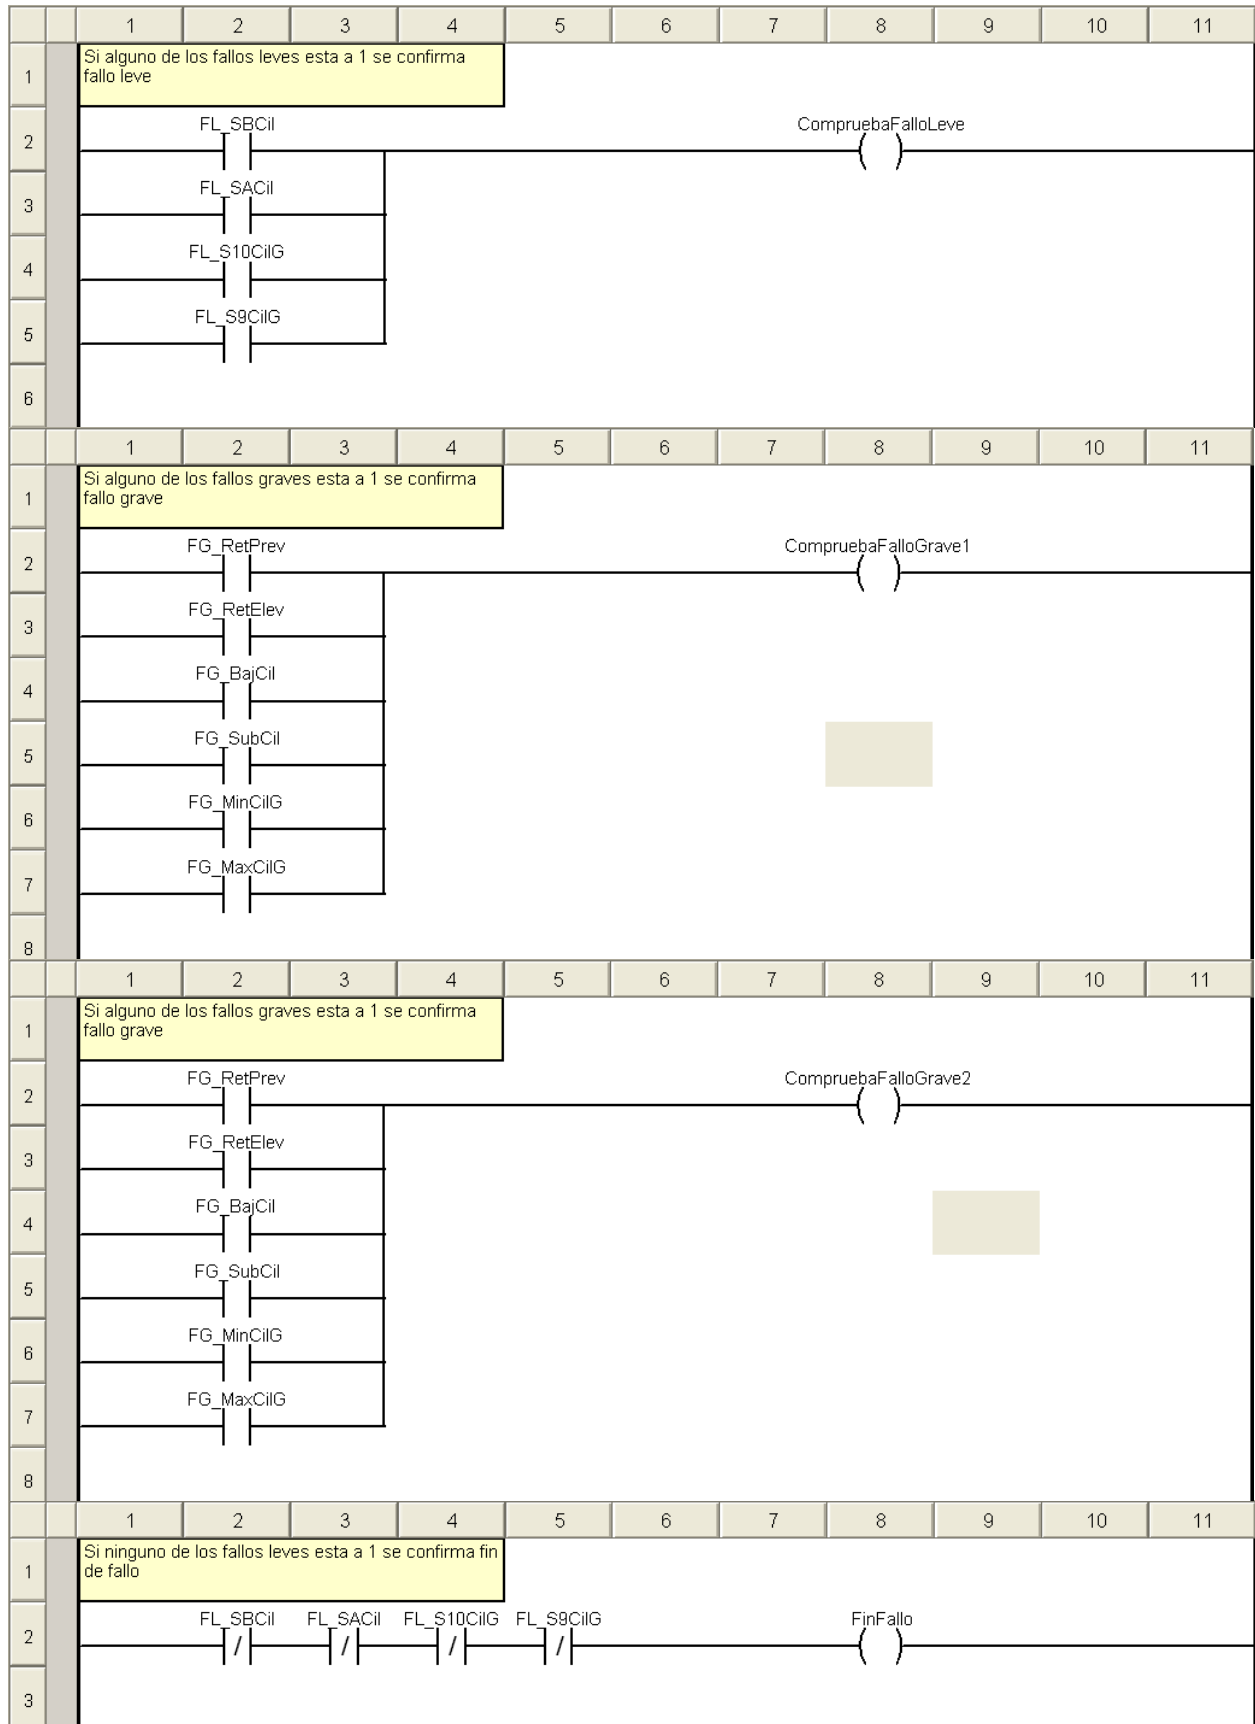 1 2 3 4 5 6 7 8 9 10 11
1
Si alguno de los fallos leves esta a 1 se confirma
fallo leve
2
FL_SBCil
CompruebaFalloLeve
3
FL_SACil
4
FL_S10CilG
5
FL_S9CilG
6
1 2 3 4 5 6 7 8 9 10 11
1
Si alguno de los fallos graves esta a 1 se confirma
fallo grave
2
FG_RetPrev
CompruebaFalloGrave1
3
FG_RetElev
4
FG_BajCil
5
FG_SubCil
6
FG_MinCilG
7
FG_MaxCilG
8
1 2 3 4 5 6 7 8 9 10 11
1
Si alguno de los fallos graves esta a 1 se confirma
fallo grave
2
FG_RetPrev
CompruebaFalloGrave2
3
FG_RetElev
4
FG_BajCil
5
FG_SubCil
6
FG_MinCilG
7
FG_MaxCilG
8
1 2 3 4 5 6 7 8 9 10 11
1
Si ninguno de los fallos leves esta a 1 se confirma fin
de fallo
2
FL_SBCil FL_SACil FL_S10CilG FL_S9CilG FinFallo
/ / / /
3